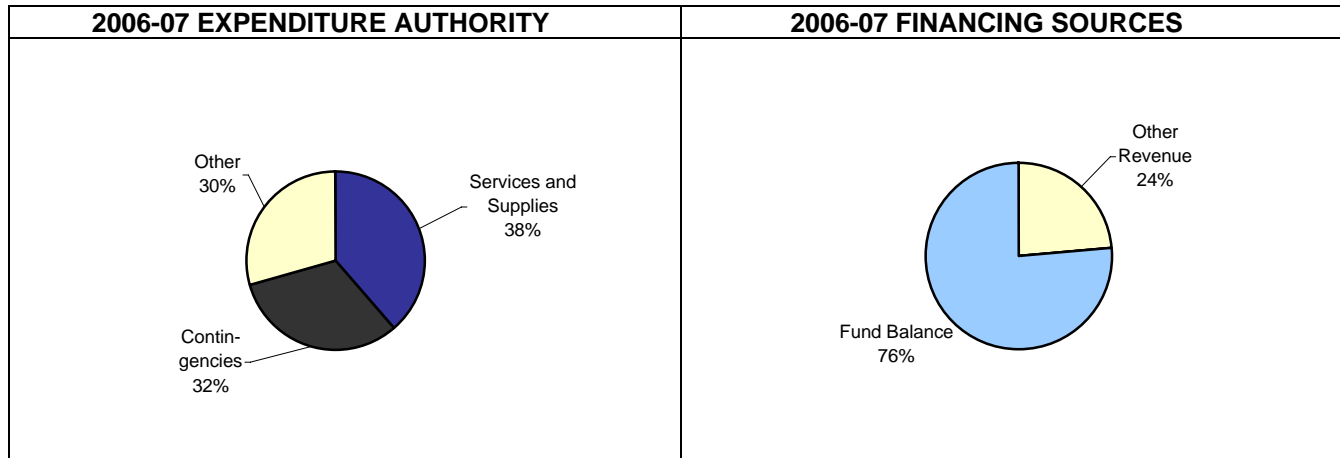 2006-07 EXPENDITURE AUTHORITY
2006-07 FINANCING SOURCES
Other
30%
Services and
Supplies
38%
Contin-
gencies
32%
Other
Revenue
24%
Fund Balance
76%